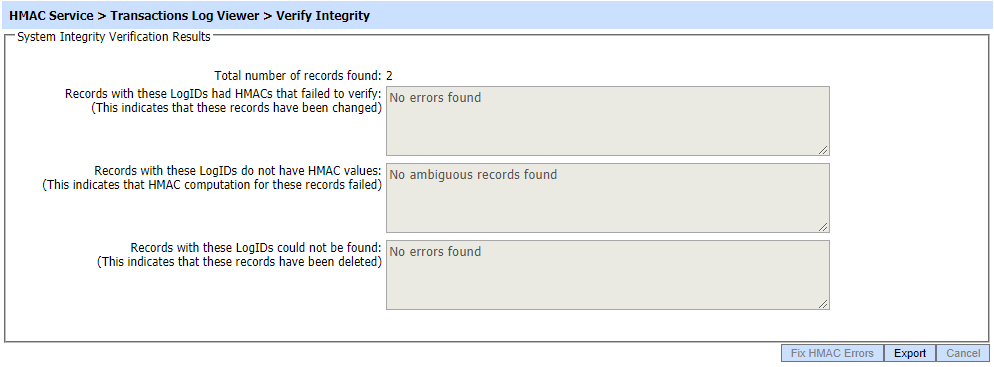 HMAC Service > Transactions Log Viewer > Verify Integrity
System Integrity Verification Results
Total number of records found: 2
Records with these LogIDs had HMACs that failed to verify:
(This indicates that these records have been changed)
No errors found
Records with these LogIDs do not have HMAC values:
(This indicates that HMAC computation for these records failed)
No ambiguous records found
Records with these LogIDs could not be found:
(This indicates that these records have been deleted)
No errors found
Fix HMAC Errors Export Cancel